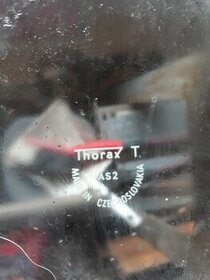 Thorax T
AS2
MADE IN CZECHOSLOVAKIA